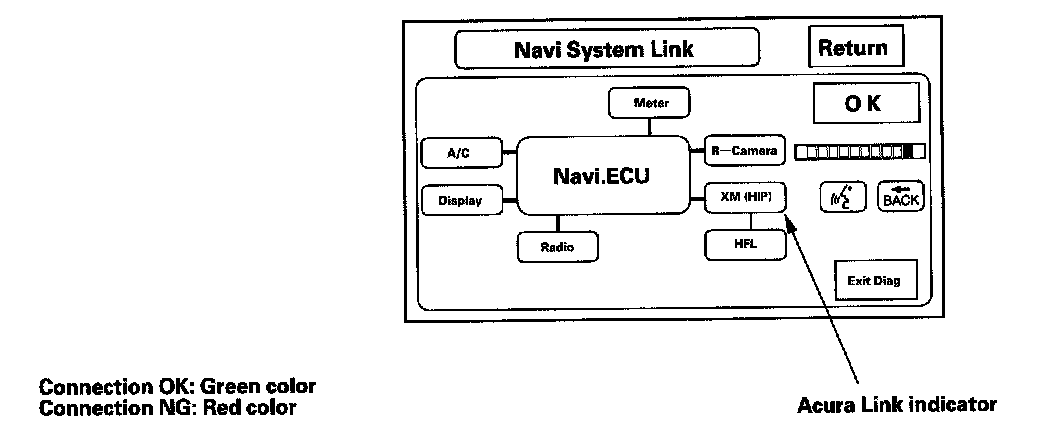 Navi System Link
Return
OK
Meter
A/C
R—Camera
Navi.ECU
Display
XM (HIP)
BACK
Radio
HFL
Exit Diag
Connection OK: Green color
Connection NG: Red color
Acura Link indicator